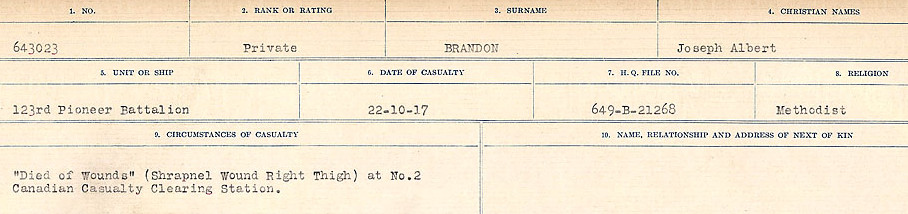 1. NO. 2. RANK OR RATING 3. SURNAME 4. CHRISTIAN NAMES
643023 Private BRANDON Joseph Albert
5. UNIT OR SHIP 6. DATE OF CASUALTY 7. H. Q. FILE NO. 8. RELIGION
123rd Pioneer Battalion 22-10-17 649-B-21268 Methodist
9. CIRCUMSTANCES OF CASUALTY 10. NAME, RELATIONSHIP AND ADDRESS OF NEXT OF KIN
"Died of Wounds" (Shrapnel Wound Right Thigh) at No.2
Canadian Casualty Clearing Station.